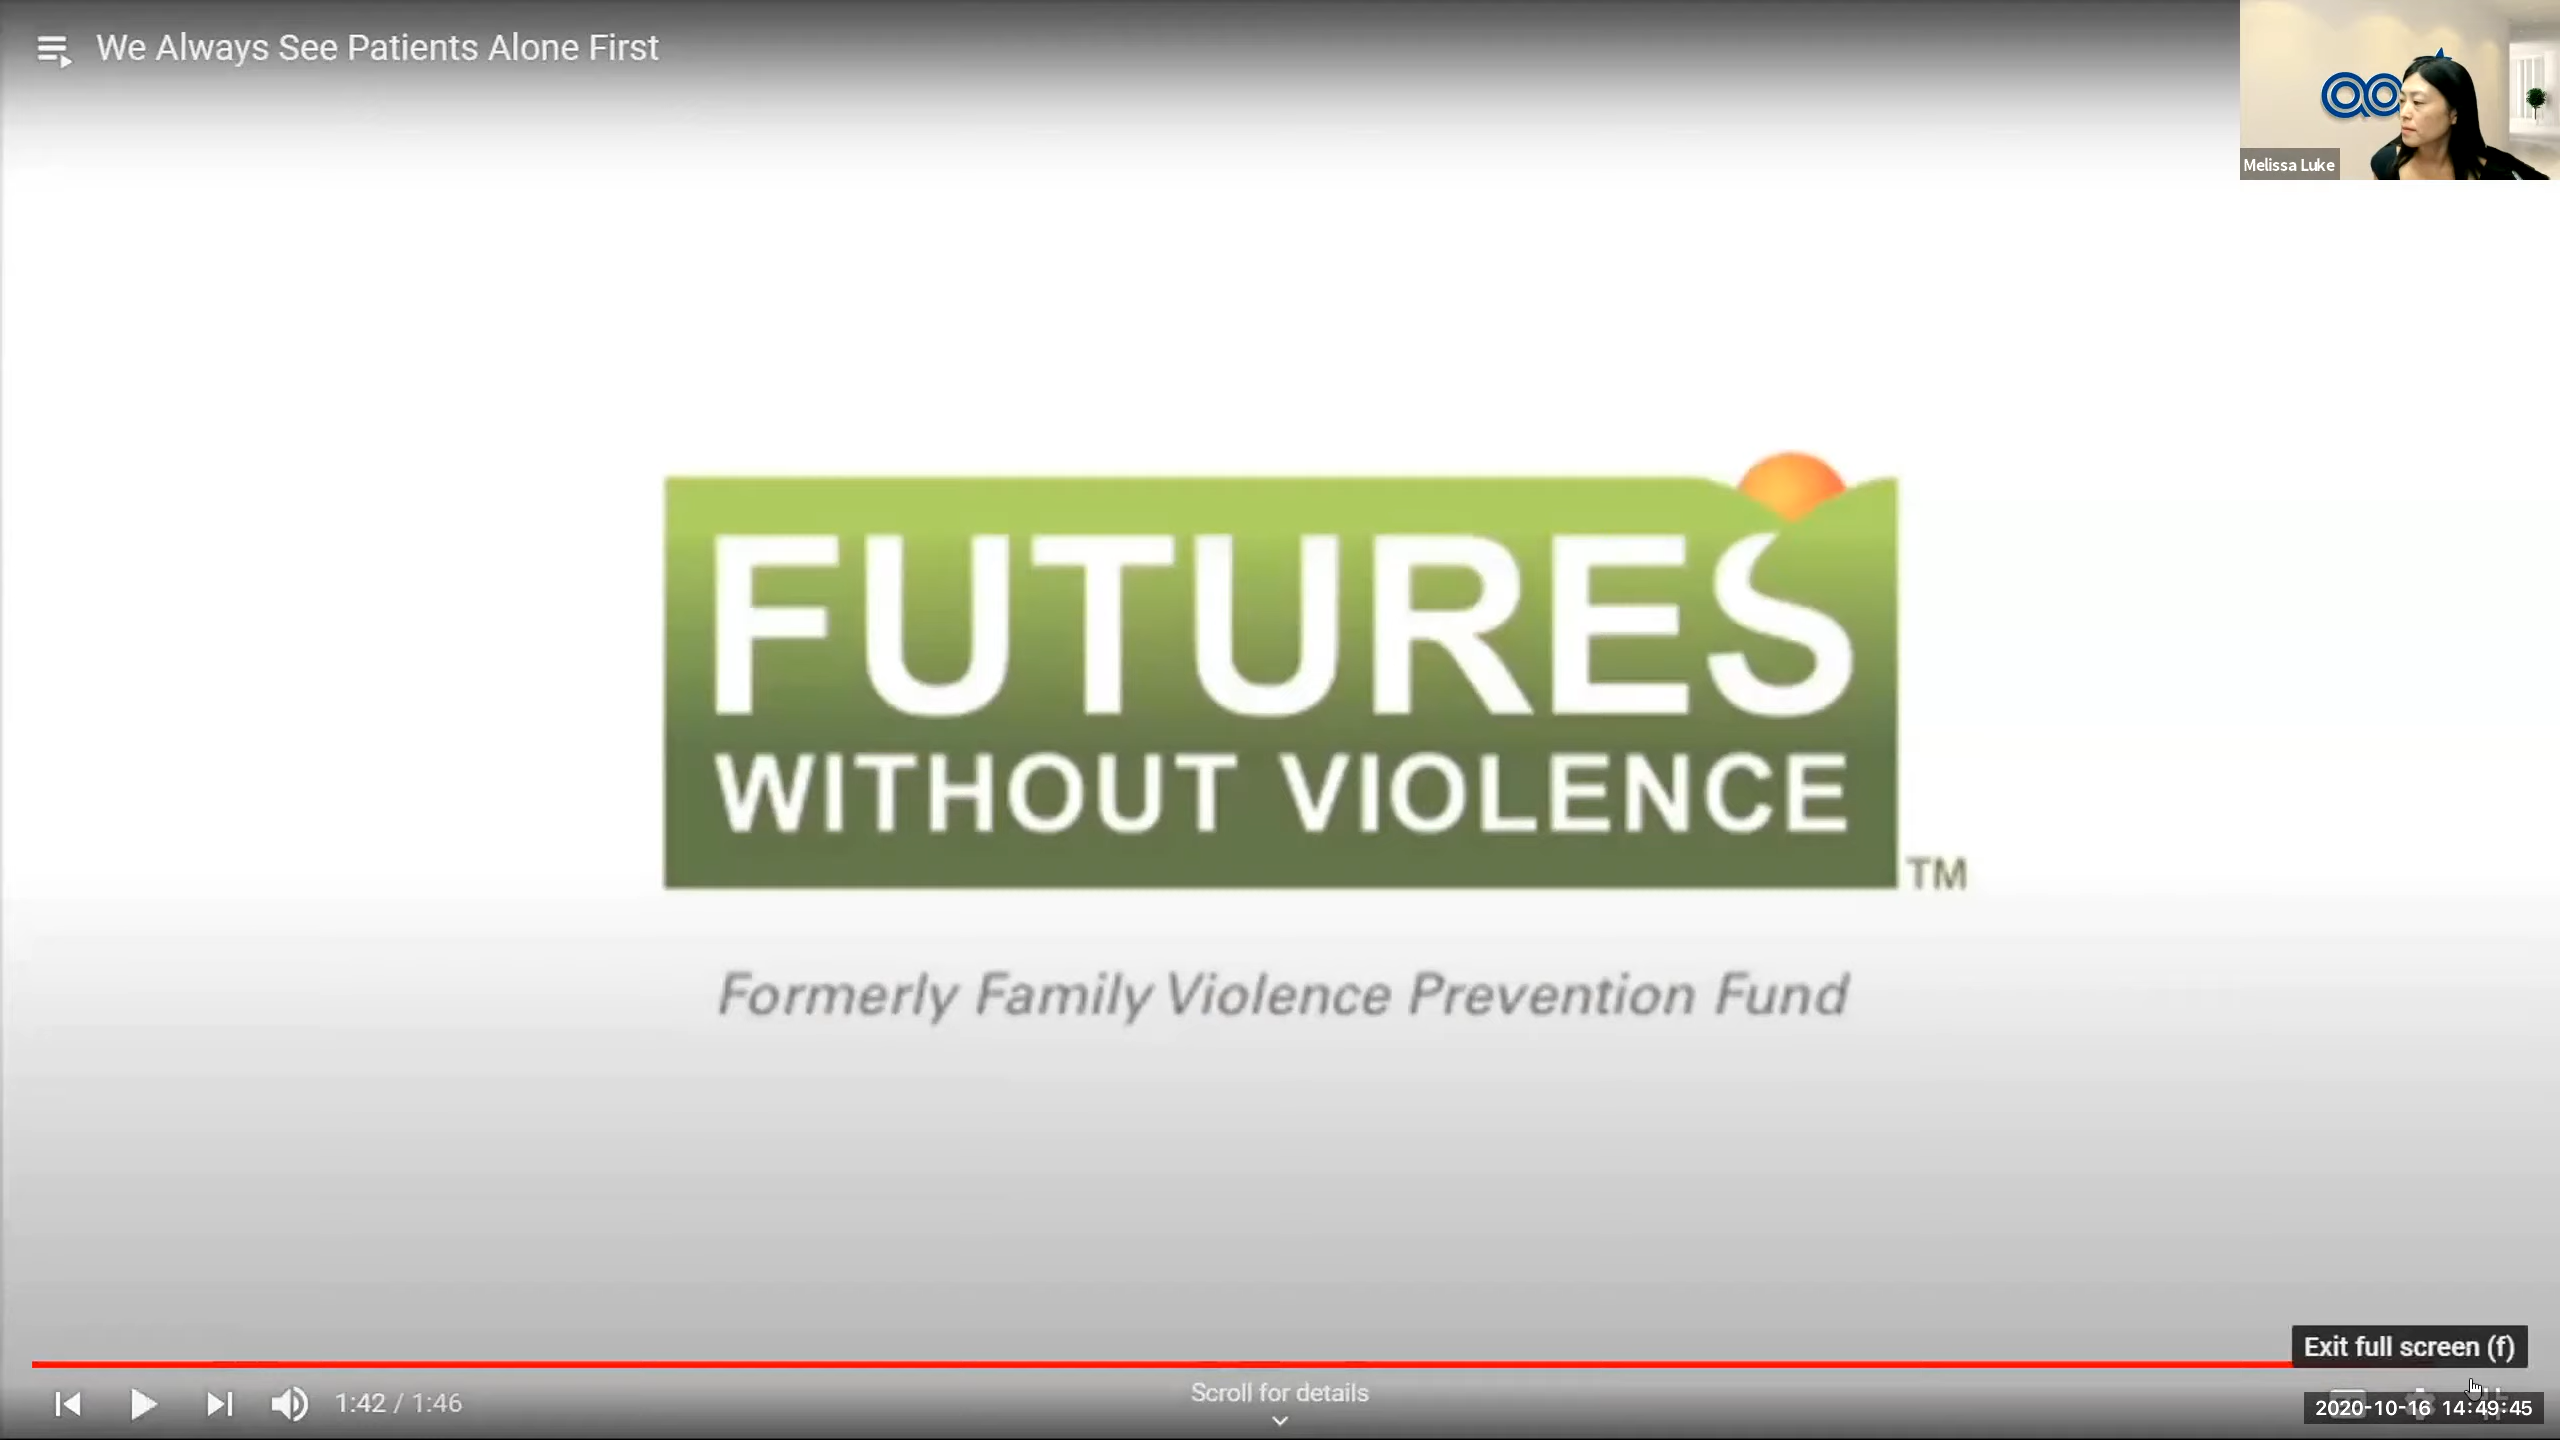 We Always See Patients Alone First
Melissa Luke
FUTURES
WITHOUT VIOLENCE
TM
Formerly Family Violence Prevention Fund
Exit full screen (f)
1:42 / 1:46
Scroll for details
2020-10-16 14:49:45